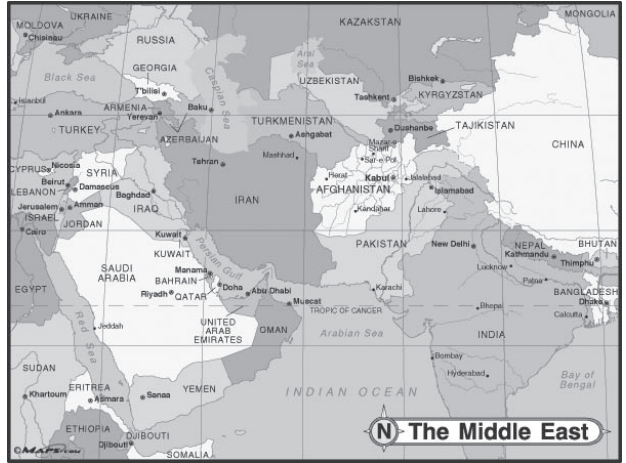 UKRAINE
MOLDOVA
Chisinau
RUSSIA
KAZAKSTAN
MONGOLIA
GEORGIA
Black Sea
Caspian Sea
Aral
Sea
T'bilisi
Istanbul
Ankara
ARMENIA
Yerevan
Baku
UZBEKISTAN
Tashkent
Bishkek
KYRGYZSTAN
TURKEY
AZERBAIJAN
TURKMENISTAN
Ashgabat
Dushanbe
TAJIKISTAN
CHINA
Mazar-e
Sharif
Sar-e Pol
CYPRUS
Nicosia
SYRIA
Tehran
Mashhad
Herat
Kabul
Jalalabad
Islamabad
LEBANON
Beirut
Damascus
Baghdad
IRAN
AFGHANISTAN
Kandahar
Lahore
Jerusalem
Amman
ISRAEL
IRAQ
JORDAN
Cairo
Kuwait
KUWAIT
Persian Gulf
PAKISTAN
New Delhi
NEPAL
Kathmandu
BHUTAN
Thimphu
Lucknow
SAUDI
ARABIA
Manama
BAHRAIN
Riyadh
QATAR
Doha
Abu Dhabi
Muscat
Karachi
Patna
BANGLADESH
Dhaka
EGYPT
TROPIC OF CANCER
Bhopal
Calcutta
Jeddah
Red Sea
UNITED
ARAB
EMIRATES
OMAN
Arabian Sea
INDIA
Bombay
Hyderabad
Bay of
Bengal
SUDAN
Khartoum
ERITREA
Asmara
Sanaa
YEMEN
INDIAN OCEAN
ETHIOPIA
DJIBOUTI
Djibouti
SOMALIA
N The Middle East
©MAPS.com